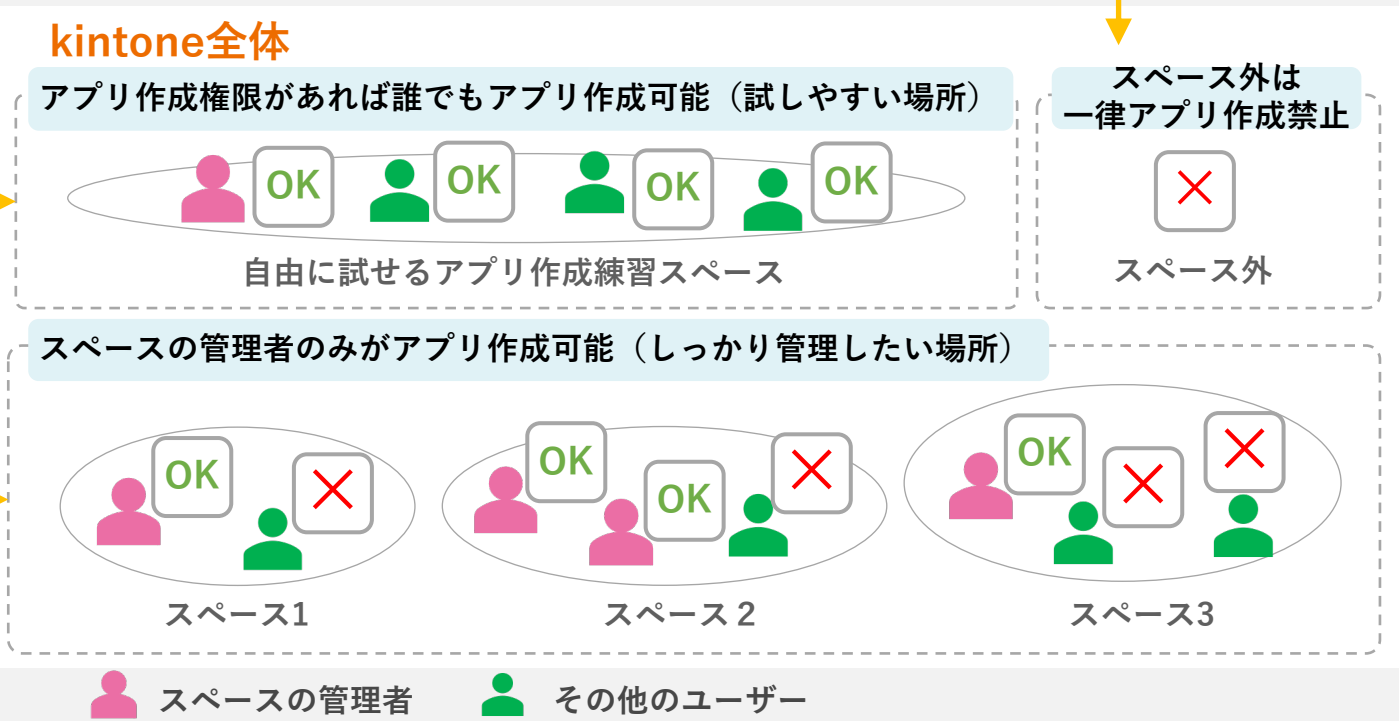 kintone全体
アプリ作成権限があれば誰でもアプリ作成可能（試しやすい場所）
OK
OK
OK
OK
自由に試せるアプリ作成練習スペース
スペース外は
一律アプリ作成禁止
スペース外
スペースの管理者のみがアプリ作成可能（しっかり管理したい場所）
OK
スペース1
OK
OK
スペース２
OK
スペース3
スペースの管理者
その他のユーザー